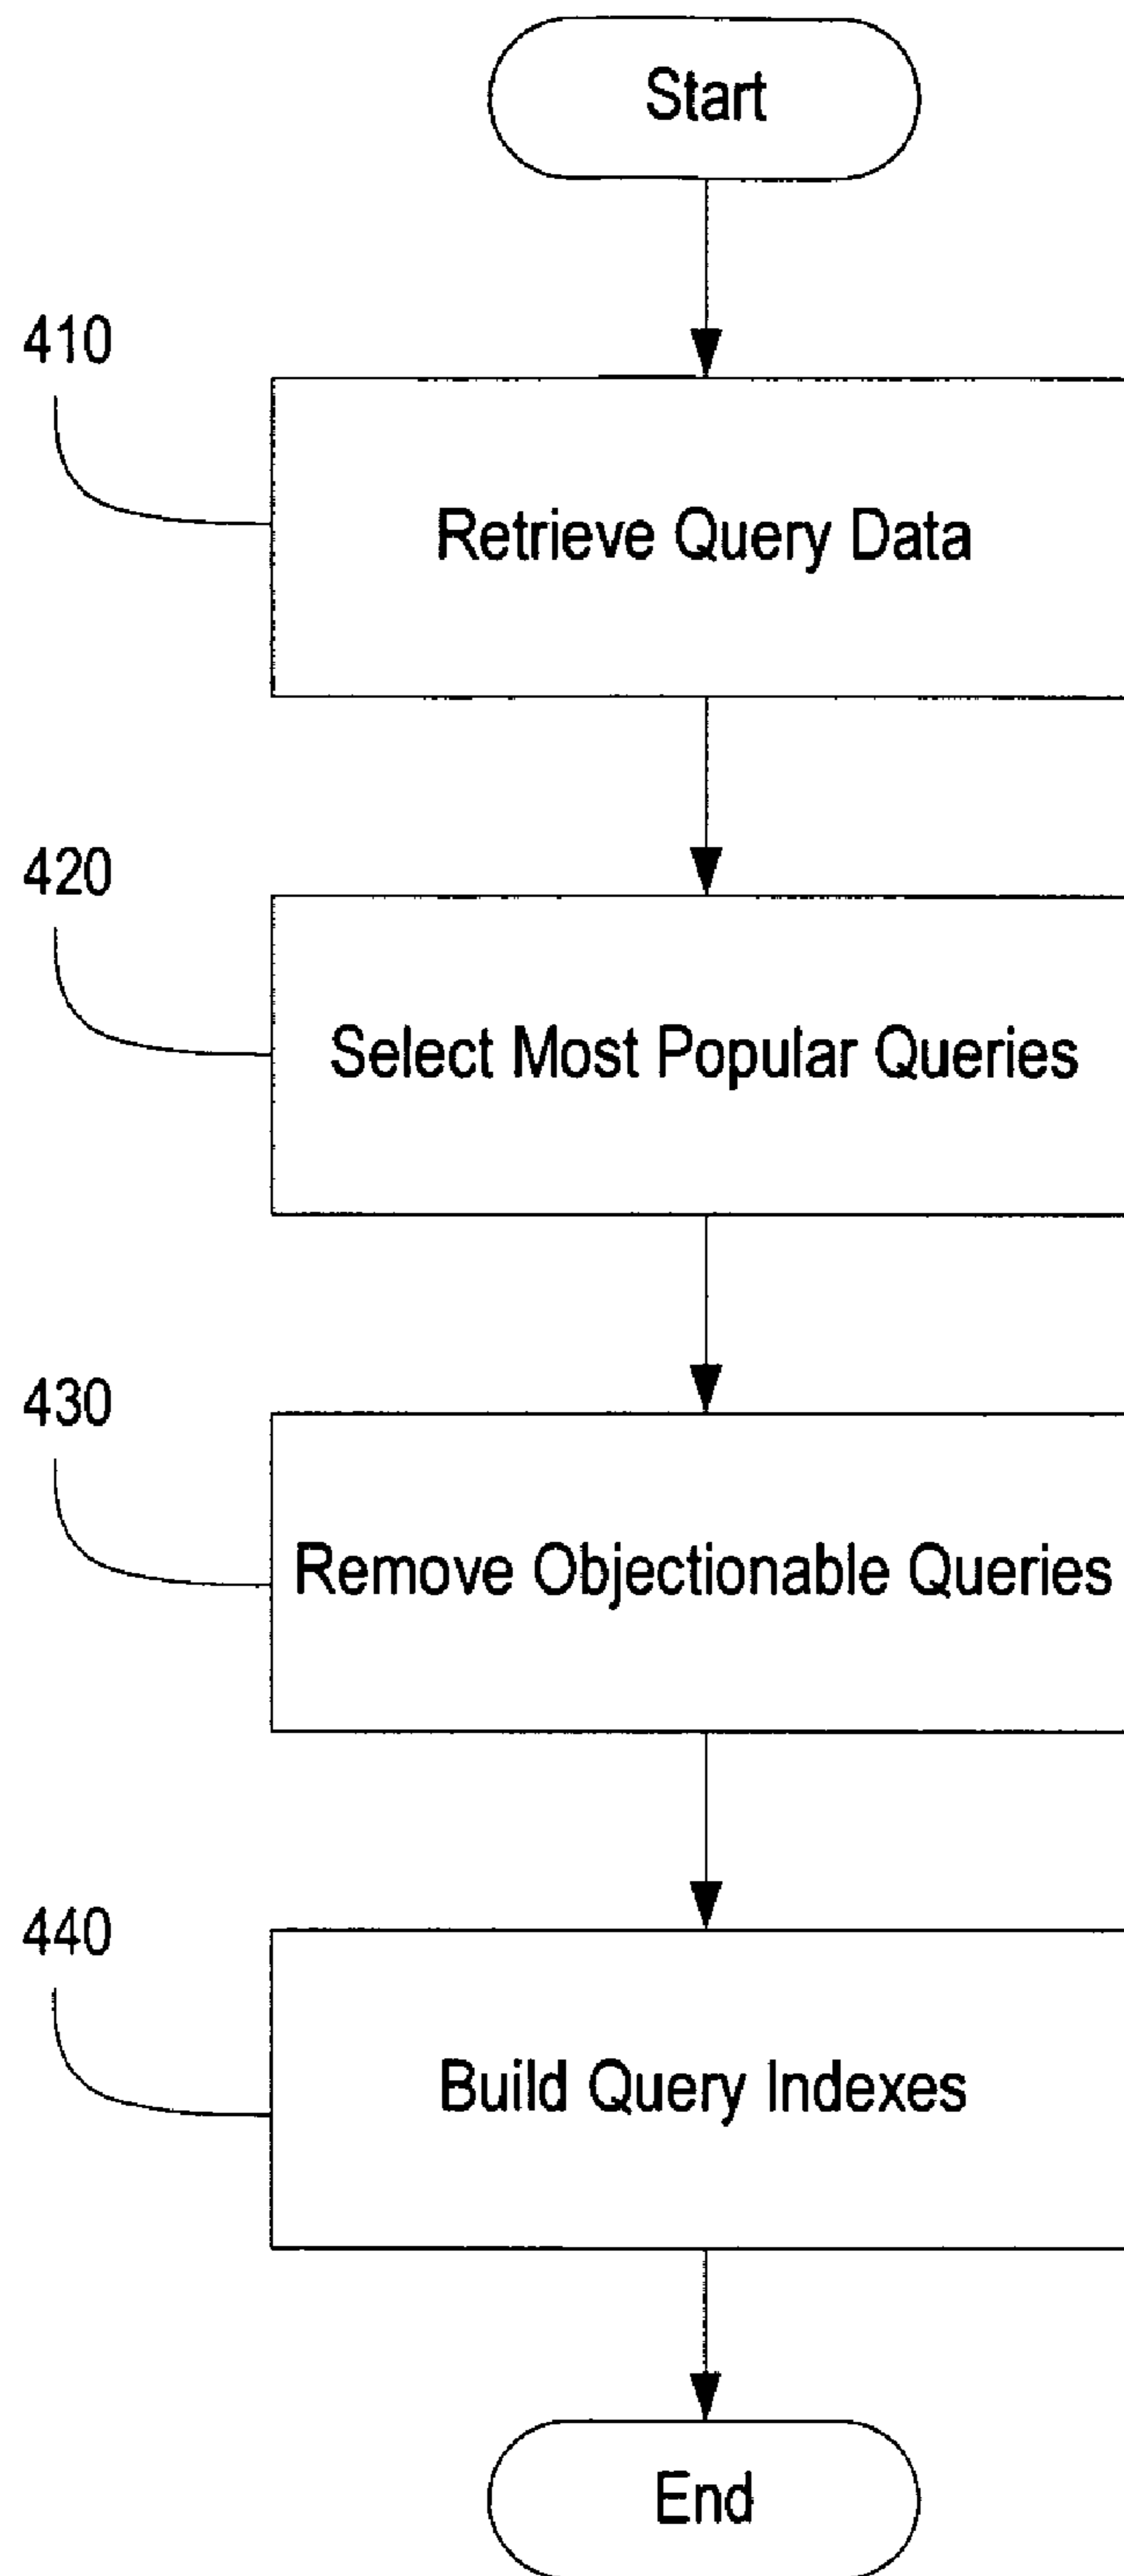 Start
410
Retrieve Query Data
420
Select Most Popular Queries
430
Remove Objectionable Queries
440
Build Query Indexes
End